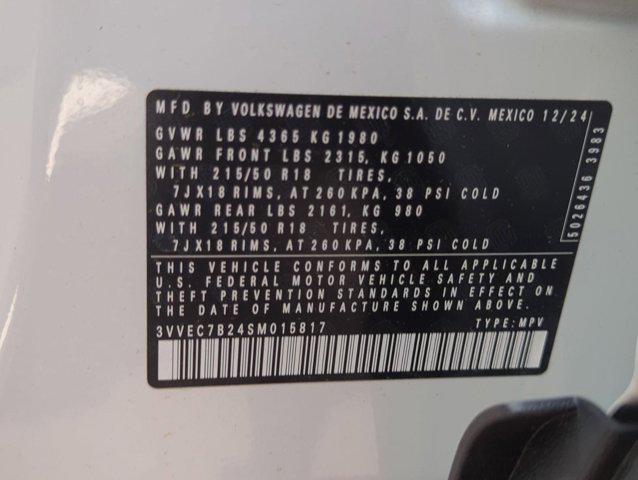 MFD. BY VOLKSWAGEN DE MEXICO S.A. DE C.V. MEXICO 12/24
GVWR LBS 4365 KG 1980
GAWR FRONT LBS 2315, KG 1050
WITH 215/50 R18 TIRES,
7JX18 RIMS, AT 260 KPA, 38 PSI COLD
GAWR REAR LBS 2161, KG 980
WITH 215/50 R18 TIRES,
7JX18 RIMS, AT 260 KPA, 38 PSI COLD
5026436 3983
THIS VEHICLE CONFORMS TO ALL APPLICABLE
U.S. FEDERAL MOTOR VEHICLE SAFETY AND
THEFT PREVENTION STANDARDS IN EFFECT ON
THE DATE OF MANUFACTURE SHOWN ABOVE.
3VVEC7B24SM015817 TYPE: MPV